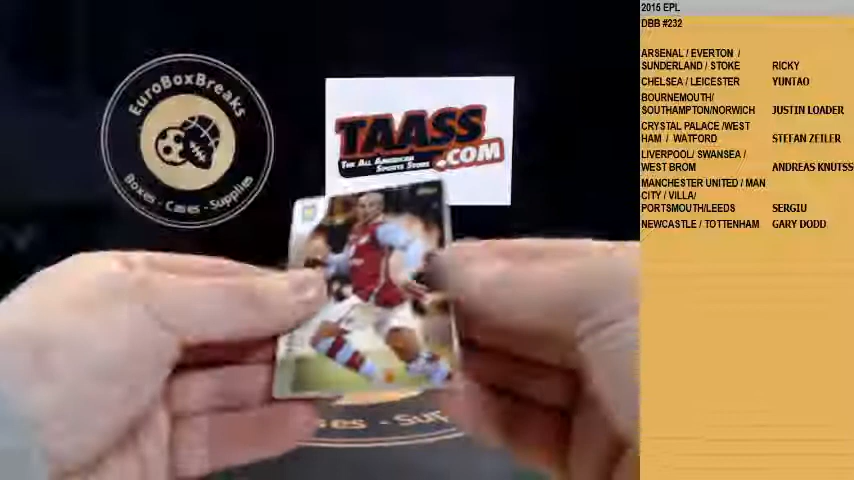 EuroBoxBreaks
Boxes - Cases - Supplies
TAASS
.COM
THE ALL AMERICAN
SPORTS STORE
2015 EPL
DBB #232
ARSENAL / EVERTON /
SUNDERLAND / STOKE RICKY
CHELSEA / LEICESTER YUNTAO
BOURNEMOUTH/
SOUTHAMPTON/NORWICH JUSTIN LOADER
CRYSTAL PALACE /WEST
HAM / WATFORD STEFAN ZEILER
LIVERPOOL/ SWANSEA /
WEST BROM ANDREAS KNUTSS
MANCHESTER UNITED / MAN
CITY / VILLA/
PORTSMOUTH/LEEDS SERGIU
NEWCASTLE / TOTTENHAM GARY DODD